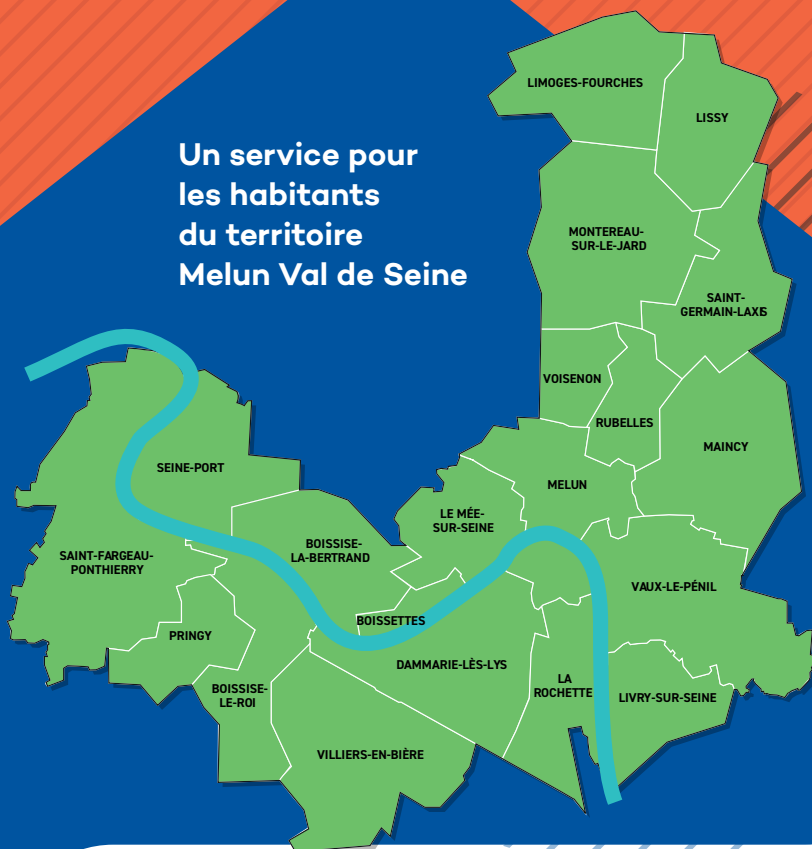 Un service pour
les habitants
du territoire
Melun Val de Seine
LIMOGES-FOURCHES
LISSY
MONTEREAU-
SUR-LE-JARD
SAINT-
GERMAIN-LAXIS
VOISENON
RUBELLES
MAINCY
SEINE-PORT
MELUN
LE MÉE-
SUR-SEINE
BOISSISE-
LA-BERTRAND
SAINT-FARGEAU-
PONTHIERRY
VAUX-LE-PÉNIL
BOISSETTES
PRINGY
DAMMARIE-LÈS-LYS
LA
ROCHETTE
BOISSISE-
LE-ROI
LIVRY-SUR-SEINE
VILLIERS-EN-BIÈRE